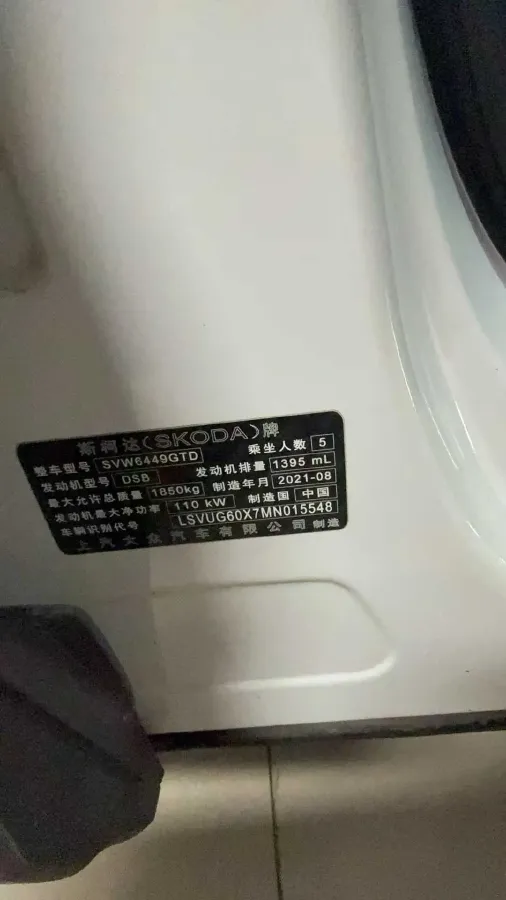 斯柯达(SKODA)牌
整车型号 SVW6449GTD 乘坐人数 5
发动机型号 DSB 发动机排量 1395 mL
最大允许总质量 1850kg 制造年月 2021-08
发动机最大净功率 110 kW 制造国 中国
车辆识别代号 LSVUG60X7MN015548
上汽大众汽车有限公司 制造